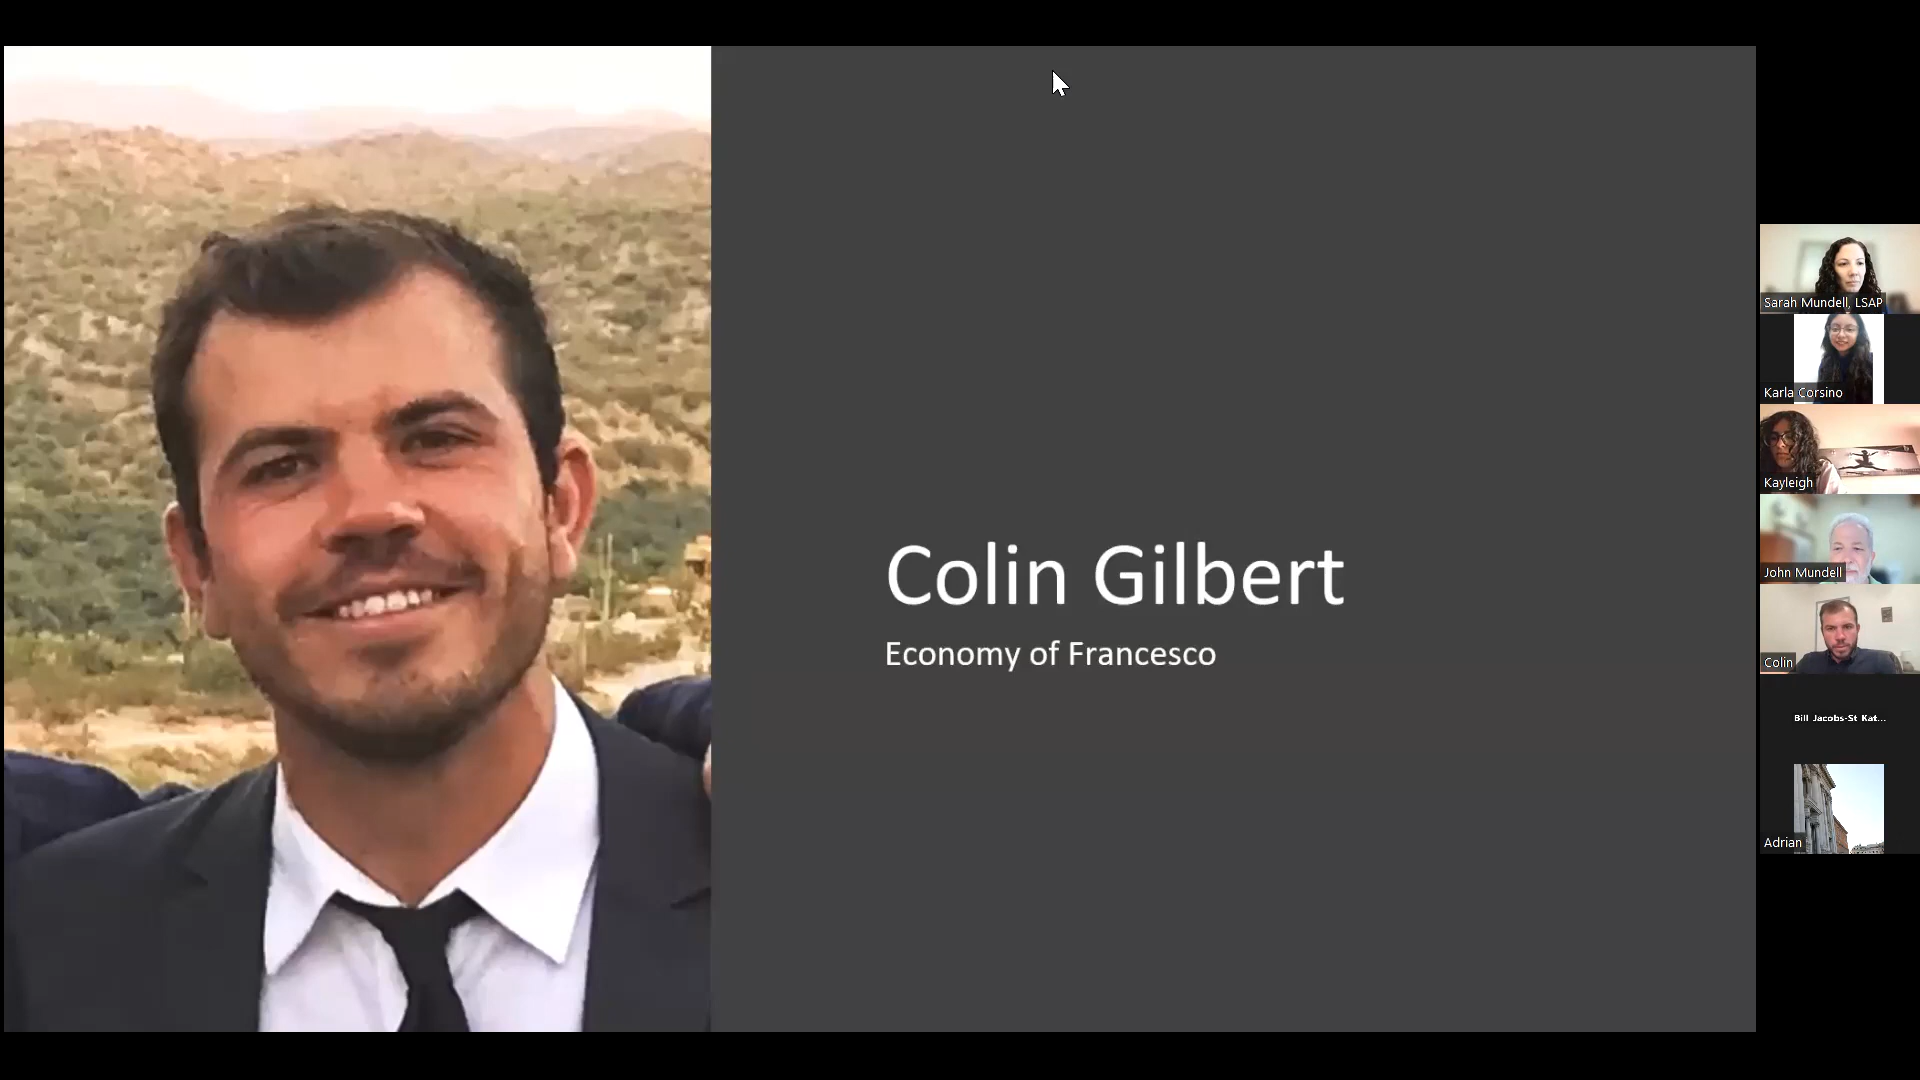 Colin Gilbert
Economy of Francesco
Sarah Mundell, LSAP
Karla Corsino
Kayleigh
John Mundell
Colin
Bill Jacobs-St Kat...
Adrian